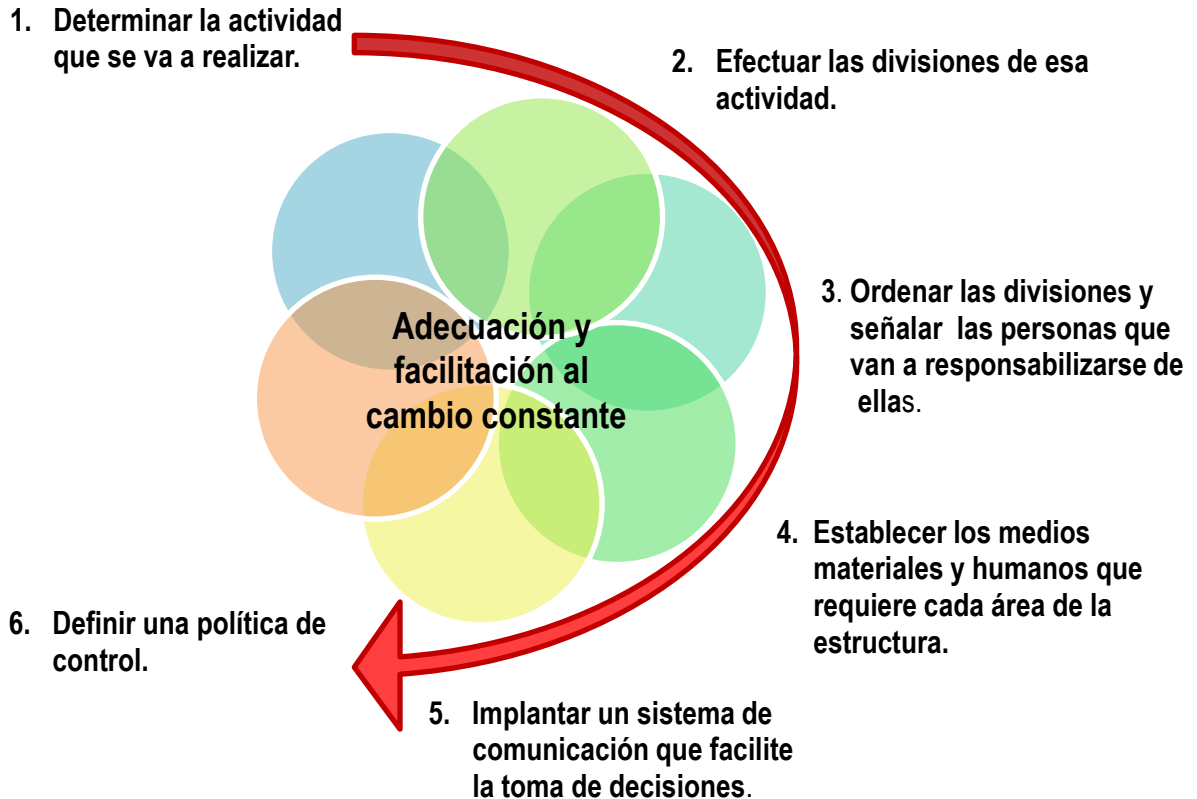 1. Determinar la actividad
que se va a realizar.
2. Efectuar las divisiones de esa
actividad.
3. Ordenar las divisiones y
señalar las personas que
van a responsabilizarse de
ellas.
Adecuación y
facilitación al
cambio constante
4. Establecer los medios
materiales y humanos que
requiere cada área de la
estructura.
5. Implantar un sistema de
comunicación que facilite
la toma de decisiones.
6. Definir una política de
control.